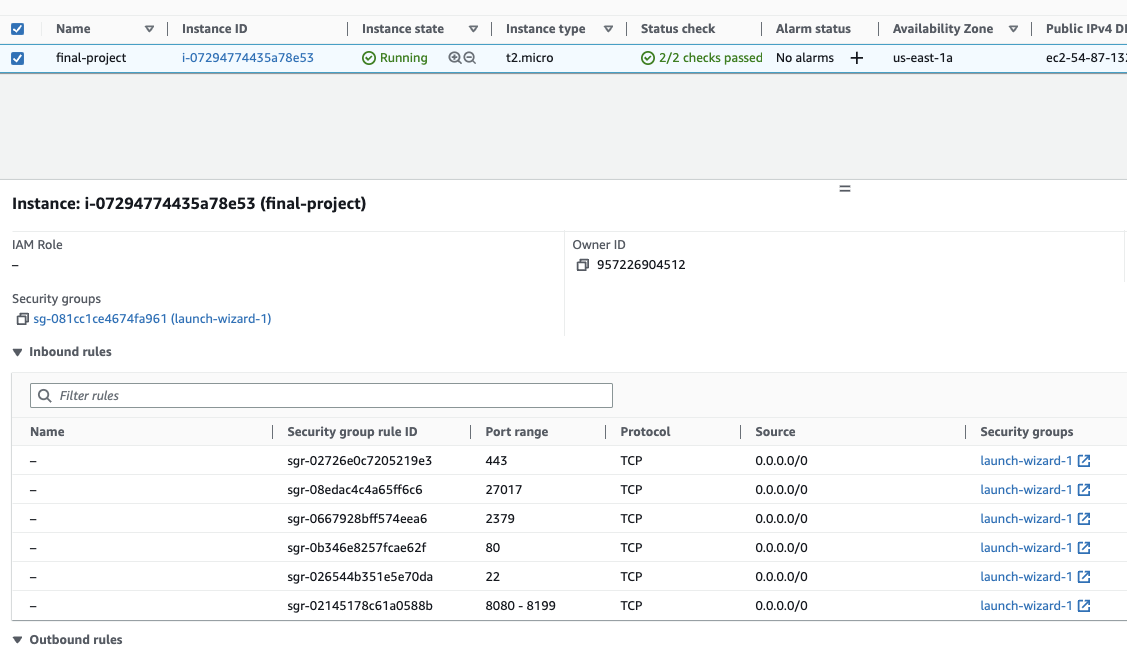 Name Instance ID Instance state Instance type Status check Alarm status Availability Zone Public IPv4 D
final-project i-07294774435a78e53 Running t2.micro 2/2 checks passed No alarms us-east-1a ec2-54-87-13
Instance: i-07294774435a78e53 (final-project)
IAM Role Owner ID
– 957226904512
Security groups
sg-081cc1ce4674fa961 (launch-wizard-1)
Inbound rules
Filter rules
Name Security group rule ID Port range Protocol Source Security groups
– sgr-02726e0c7205219e3 443 TCP 0.0.0.0/0 launch-wizard-1
– sgr-08edac4c4a65ff6c6 27017 TCP 0.0.0.0/0 launch-wizard-1
– sgr-0667928bff574eea6 2379 TCP 0.0.0.0/0 launch-wizard-1
– sgr-0b346e8257fcae62f 80 TCP 0.0.0.0/0 launch-wizard-1
– sgr-026544b351e5e70da 22 TCP 0.0.0.0/0 launch-wizard-1
– sgr-02145178c61a0588b 8080 - 8199 TCP 0.0.0.0/0 launch-wizard-1
Outbound rules